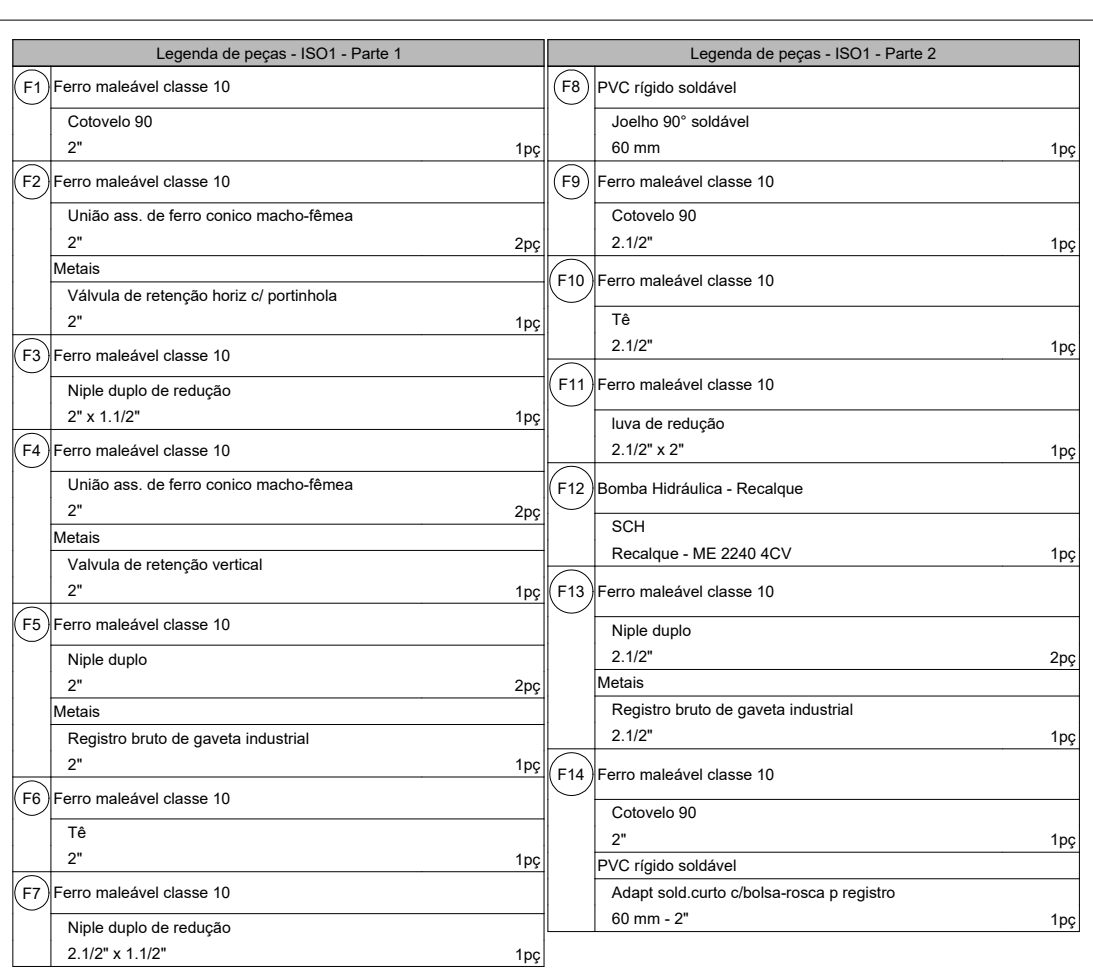 Legenda de peças - ISO1 - Parte 1
F1 Ferro maleável classe 10
Cotovelo 90
2" 1pç
F2 Ferro maleável classe 10
União ass. de ferro conico macho-fêmea
2" 2pç
Metais
Válvula de retenção horiz c/ portinhola
2" 1pç
F3 Ferro maleável classe 10
Niple duplo de redução
2" x 1.1/2" 1pç
F4 Ferro maleável classe 10
União ass. de ferro conico macho-fêmea
2" 2pç
Metais
Valvula de retenção vertical
2" 1pç
F5 Ferro maleável classe 10
Niple duplo
2" 2pç
Metais
Registro bruto de gaveta industrial
2" 1pç
F6 Ferro maleável classe 10
Tê
2" 1pç
F7 Ferro maleável classe 10
Niple duplo de redução
2.1/2" x 1.1/2" 1pç
Legenda de peças - ISO1 - Parte 2
F8 PVC rígido soldável
Joelho 90° soldável
60 mm 1pç
F9 Ferro maleável classe 10
Cotovelo 90
2.1/2" 1pç
F10 Ferro maleável classe 10
Tê
2.1/2" 1pç
F11 Ferro maleável classe 10
luva de redução
2.1/2" x 2" 1pç
F12 Bomba Hidráulica - Recalque
SCH
Recalque - ME 2240 4CV 1pç
F13 Ferro maleável classe 10
Niple duplo
2.1/2" 2pç
Metais
Registro bruto de gaveta industrial
2.1/2" 1pç
F14 Ferro maleável classe 10
Cotovelo 90
2" 1pç
PVC rígido soldável
Adapt sold.curto c/bolsa-rosca p registro
60 mm - 2" 1pç